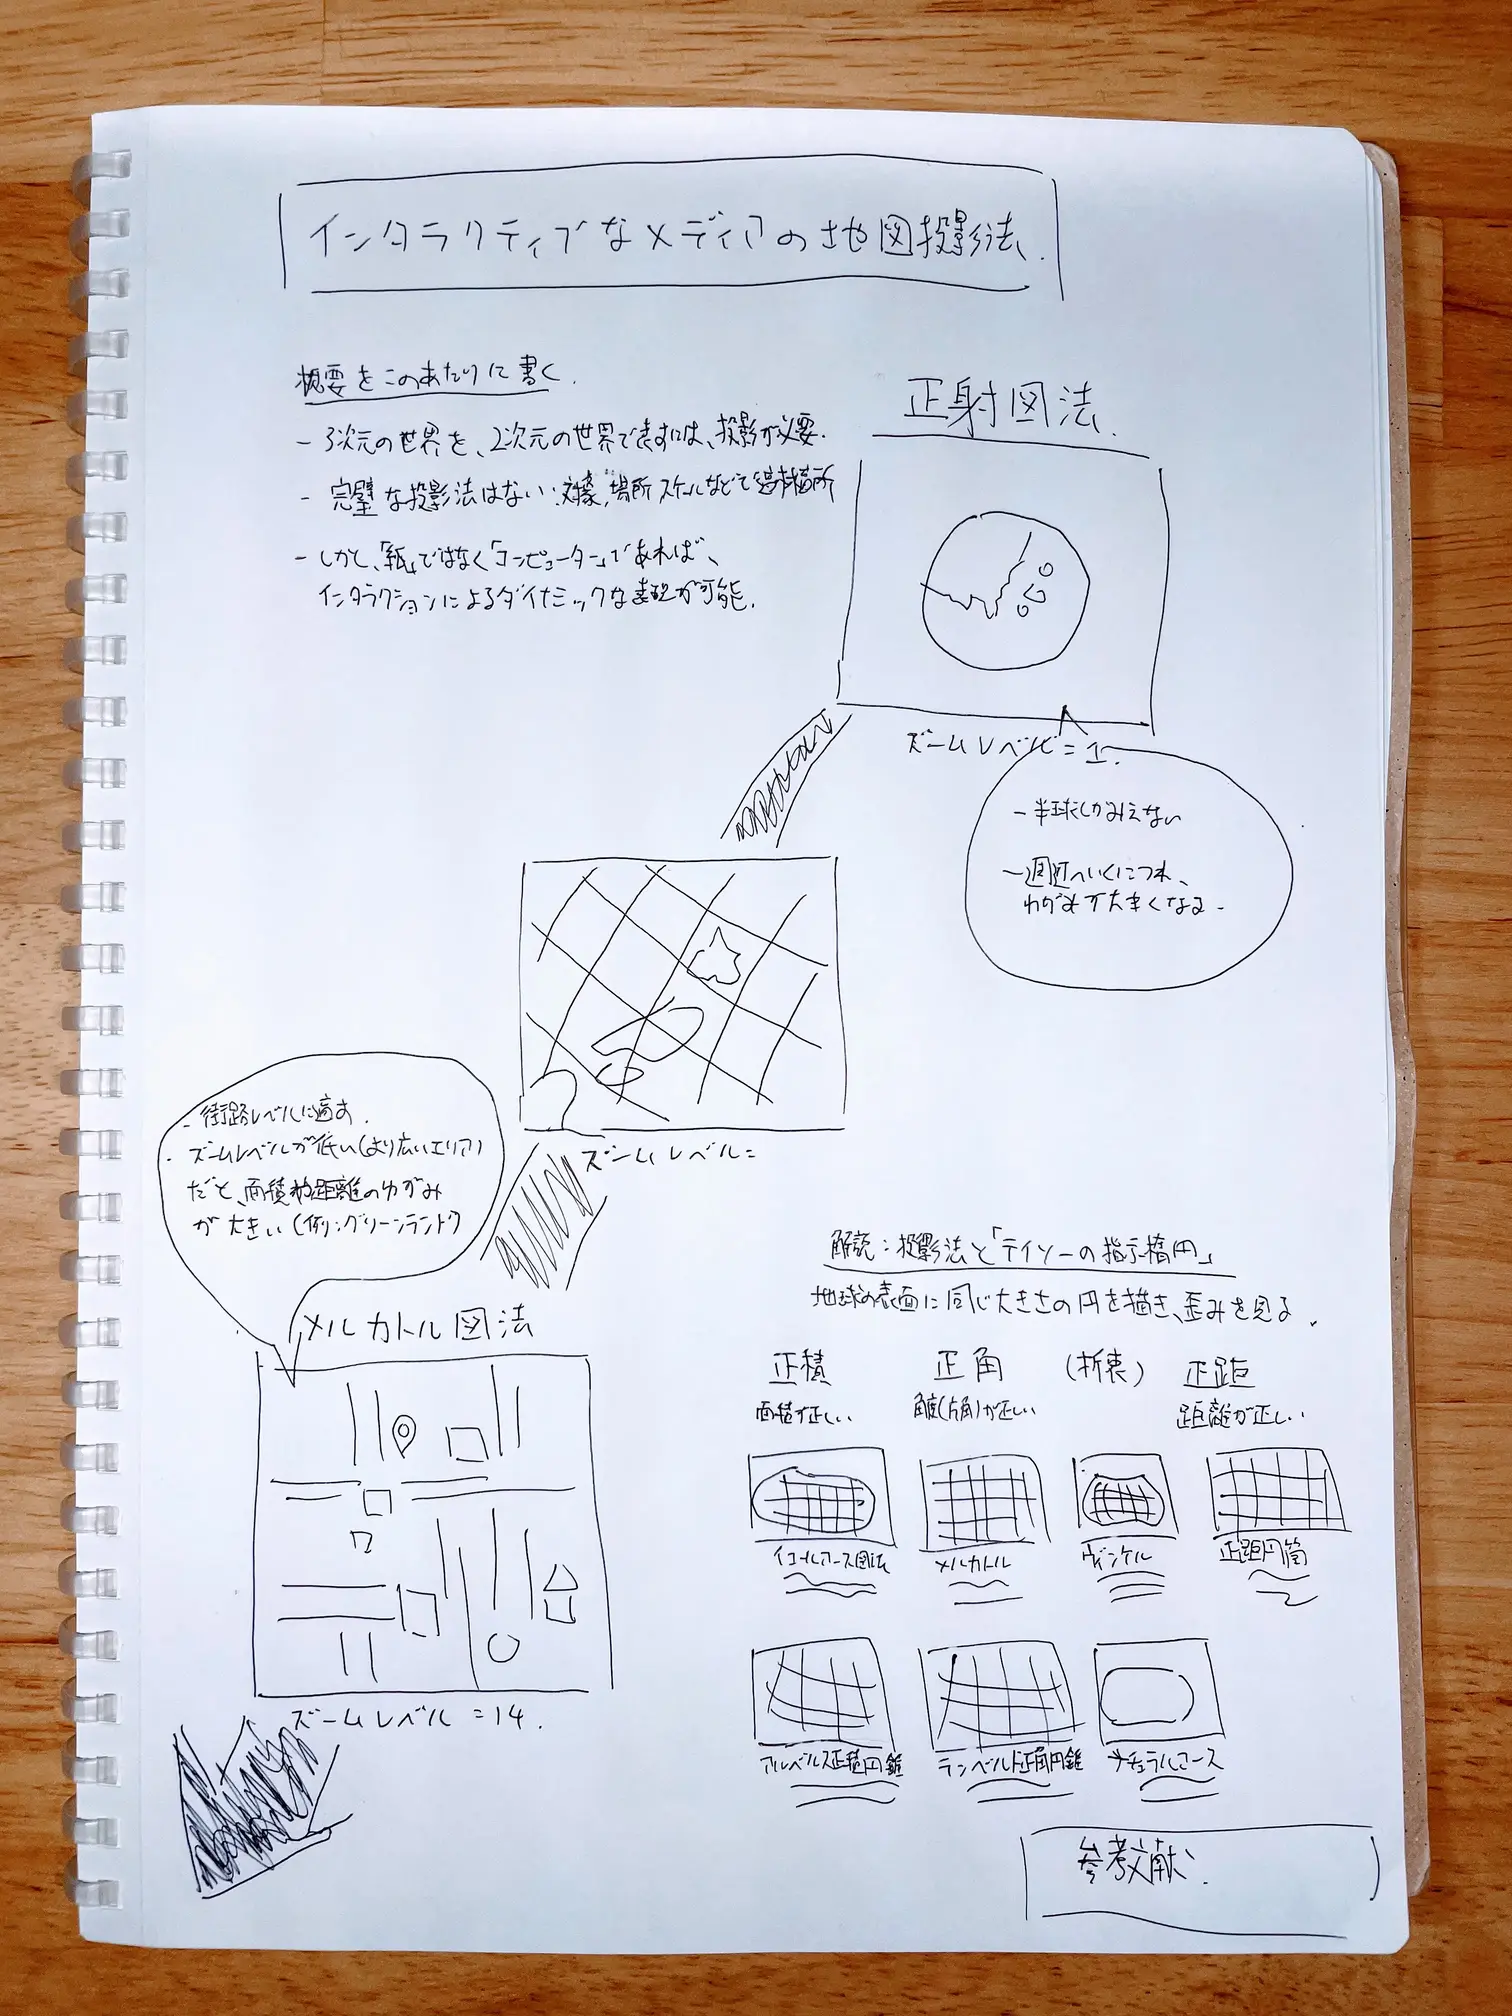 インタラクティブなメディアの地図投影法.
概要をこのあたりに書く.
- 3次元の世界を、2次元の世界で表すには、投影が必要.
- 完璧な投影法はない:対象,場所スケールなどで
- しかし、「紙」ではなく「コンピューター」であれば、
インタラクションによるダイナミックな表現が可能.
正射図法.
ズームレベル=1.
- 半球しかみえない
- 周辺へいくにつれ、
ゆがみが大きくなる-
ズームレベル=
- 街路レベルに適す.
- ズームレベルが低い(より広いエリア)
だと、面積や距離のゆがみ
が大きい(例:グリーンランド)
メルカトル図法
ズームレベル=14.
解説:投影法と「テイソーの指示楕円」
地球の表面に同じ大きさの円を描き、歪みを見る.
正積 正角 (折衷) 正距
面積が正しい 角度()が正しい 距離が正しい
イコールアース図法 メルカトル ヴィンケル 正距円筒
アルベルス正積円錐 ランベルト正角円錐 ナチュラルアース
参考文献.